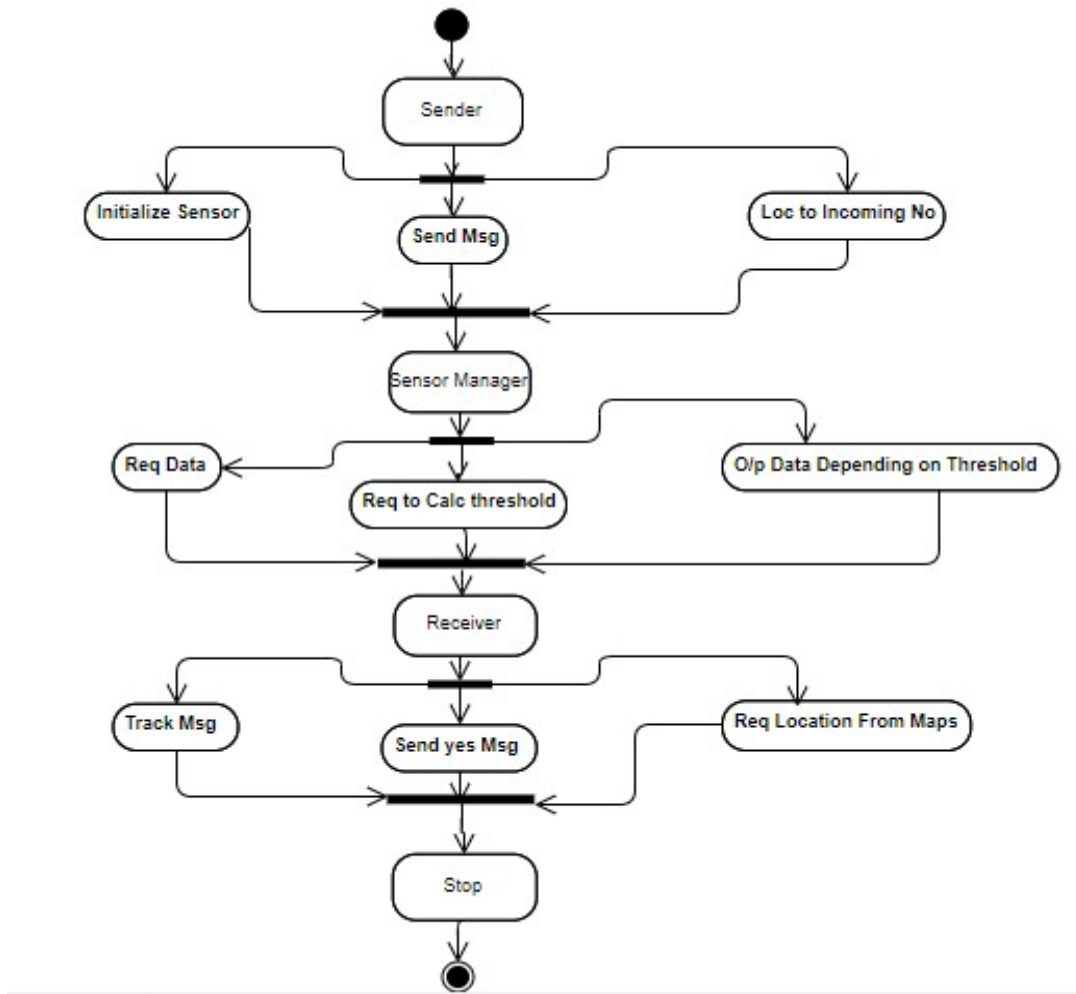 Sender
Initialize Sensor
Send Msg
Loc to Incoming No
Sensor Manager
Req Data
Req to Calc threshold
O/p Data Depending on Threshold
Receiver
Track Msg
Send yes Msg
Req Location From Maps
Stop